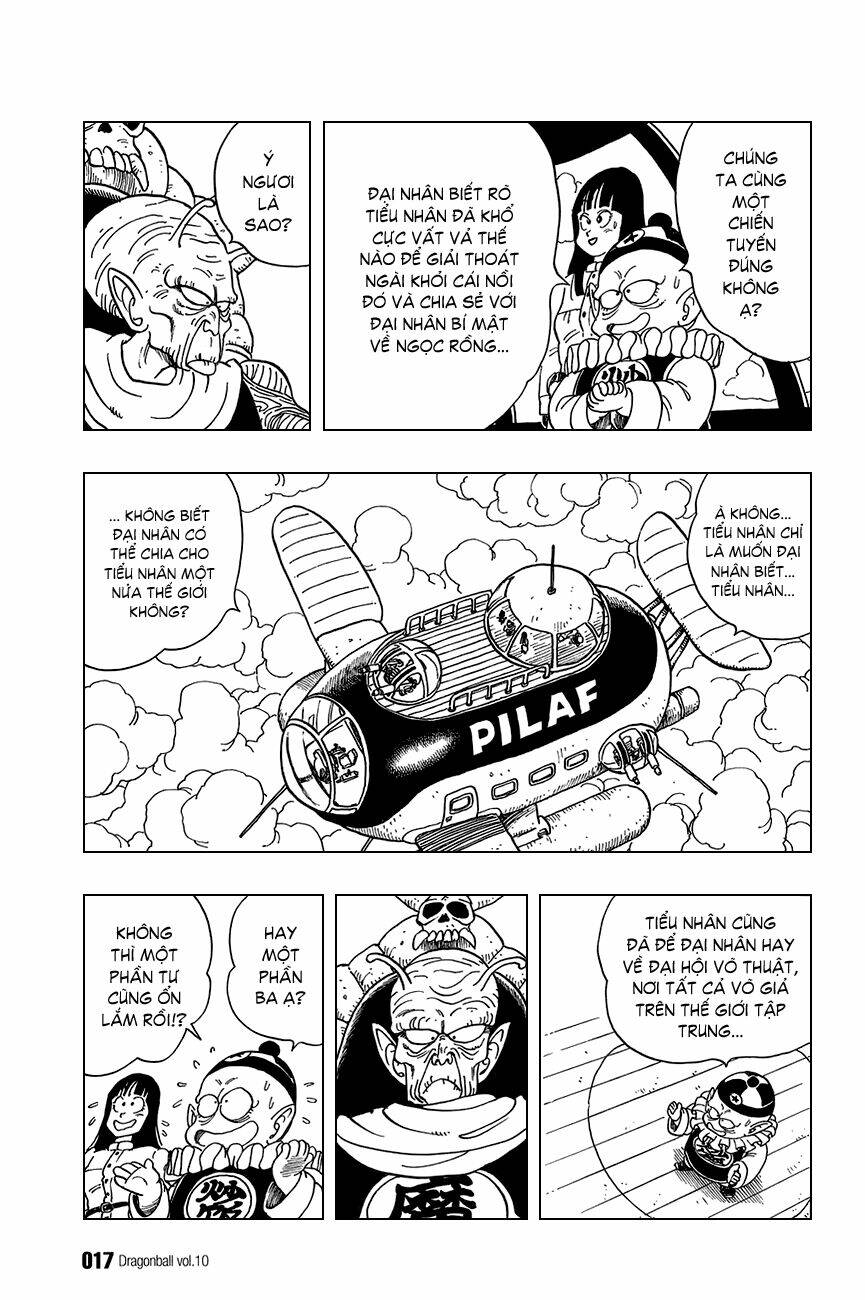 CHÚNG
TA CÙNG
MỘT
CHIẾN
TUYẾN
ĐÚNG
KHÔNG
Ạ?
ĐẠI NHÂN BIẾT RÕ
TIỂU NHÂN ĐÃ KHỔ
CỰC VẤT VẢ THẾ
NÀO ĐỂ GIẢI THOÁT
NGÀI KHỎI CÁI NỒI
ĐÓ VÀ CHIA SẺ VỚI
ĐẠI NHÂN BÍ MẬT
VỀ NGỌC RỒNG...
Ý
NGƯƠI
LÀ
SAO?
À KHÔNG...
TIỂU NHÂN CHỈ
LÀ MUỐN ĐẠI
NHÂN BIẾT...
TIỂU NHÂN...
... KHÔNG BIẾT
ĐẠI NHÂN CÓ
THỂ CHIA CHO
TIỂU NHÂN MỘT
NỨA THẾ GIỚI
KHÔNG?
PILAF
TIỂU NHÂN CŨNG
ĐÃ ĐỂ ĐẠI NHÂN HAY
VỀ ĐẠI HỘI VÕ THUẬT,
NƠI TẤT CẢ VÕ GIẢ
TRÊN THẾ GIỚI TẬP
TRUNG...
魔
HAY
MỘT
PHẦN
BA Ạ?
KHÔNG
THÌ MỘT
PHẦN TƯ
CŨNG ỔN
LẮM RỒI!?
017 Dragonball vol.10